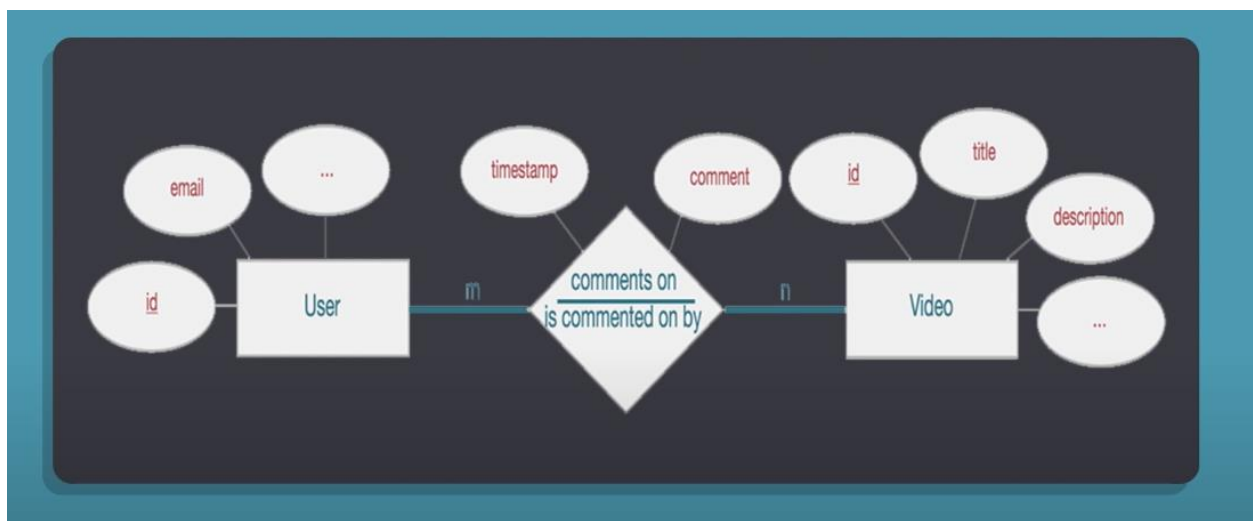 email
...
timestamp
comment
id
title
description
id
User
m
comments on
is commented on by
n
Video
...